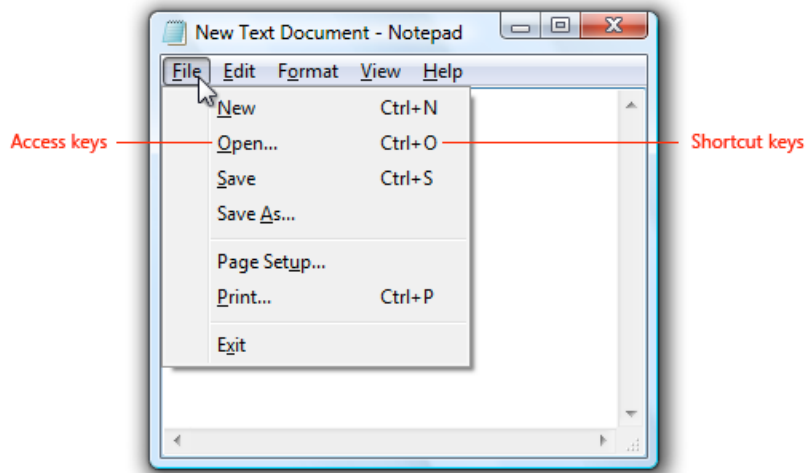 New Text Document - Notepad
File Edit Format View Help
New Ctrl+N
Access keys Open... Ctrl+O Shortcut keys
Save Ctrl+S
Save As...
Page Setup...
Print... Ctrl+P
Exit